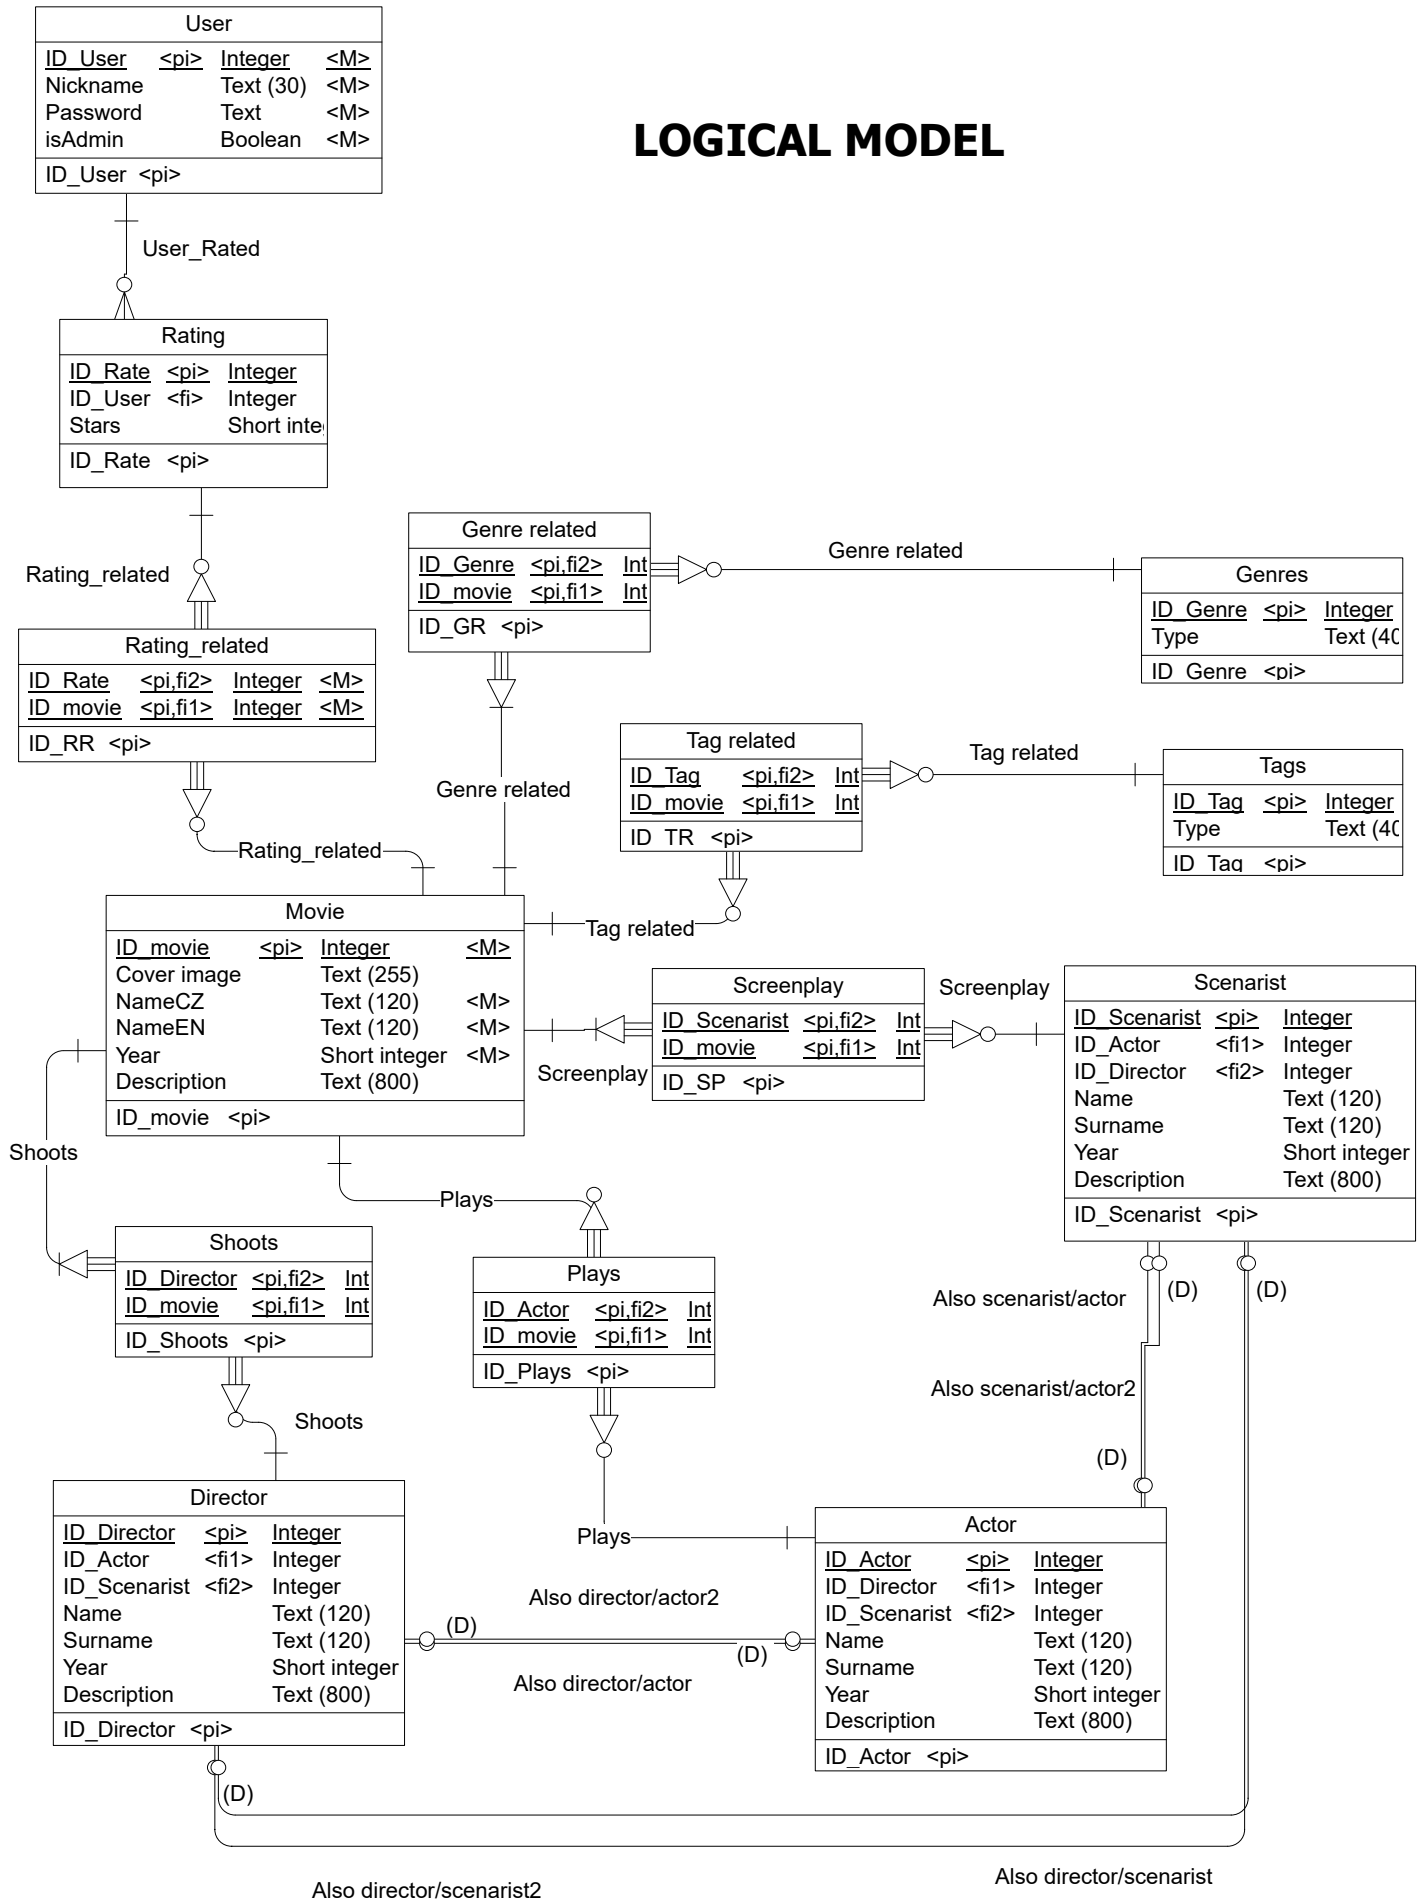 User
ID_User <pi> Integer <M>
Nickname Text (30) <M>
Password Text <M>
isAdmin Boolean <M>
ID_User <pi>
LOGICAL MODEL
User_Rated
Rating
ID_Rate <pi> Integer
ID_User <fi> Integer
Stars Short inte
ID_Rate <pi>
Rating_related
Rating_related
ID_Rate <pi,fi2> Integer <M>
ID_movie <pi,fi1> Integer <M>
ID_RR <pi>
Rating_related
Genre related
ID_Genre <pi,fi2> Int
ID_movie <pi,fi1> Int
ID_GR <pi>
Genre related
Genres
ID_Genre <pi> Integer
Type Text (40
ID_Genre <pi>
Genre related
Tag related
ID_Tag <pi,fi2> Int
ID_movie <pi,fi1> Int
ID_TR <pi>
Tag related
Tags
ID_Tag <pi> Integer
Type Text (40
ID_Tag <pi>
Tag related
Movie
ID_movie <pi> Integer <M>
Cover image Text (255)
NameCZ Text (120) <M>
NameEN Text (120) <M>
Year Short integer <M>
Description Text (800)
ID_movie <pi>
Screenplay
ID_Scenarist <pi,fi2> Int
ID_movie <pi,fi1> Int
ID_SP <pi>
Screenplay
Screenplay
Scenarist
ID_Scenarist <pi> Integer
ID_Actor <fi1> Integer
ID_Director <fi2> Integer
Name Text (120)
Surname Text (120)
Year Short integer
Description Text (800)
ID_Scenarist <pi>
Shoots
Plays
Shoots
ID_Director <pi,fi2> Int
ID_movie <pi,fi1> Int
ID_Shoots <pi>
Shoots
Plays
ID_Actor <pi,fi2> Int
ID_movie <pi,fi1> Int
ID_Plays <pi>
Plays
(D)
(D)
Also scenarist/actor
Also scenarist/actor2
(D)
Director
ID_Director <pi> Integer
ID_Actor <fi1> Integer
ID_Scenarist <fi2> Integer
Name Text (120)
Surname Text (120)
Year Short integer
Description Text (800)
ID_Director <pi>
Also director/actor2
(D)
(D)
Also director/actor
Actor
ID_Actor <pi> Integer
ID_Director <fi1> Integer
ID_Scenarist <fi2> Integer
Name Text (120)
Surname Text (120)
Year Short integer
Description Text (800)
ID_Actor <pi>
(D)
Also director/scenarist
Also director/scenarist2